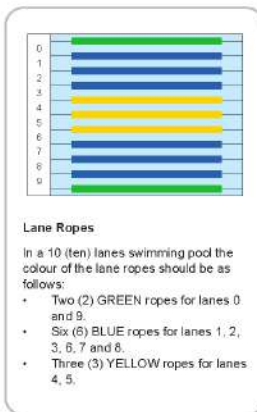 0
1
2
3
4
5
6
7
8
9
Lane Ropes
In a 10 (ten) lanes swimming pool the
colour of the lane ropes should be as
follows:
• Two (2) GREEN ropes for lanes 0
and 9.
• Six (6) BLUE ropes for lanes 1, 2,
3, 6, 7 and 8.
• Three (3) YELLOW ropes for lanes
4, 5.